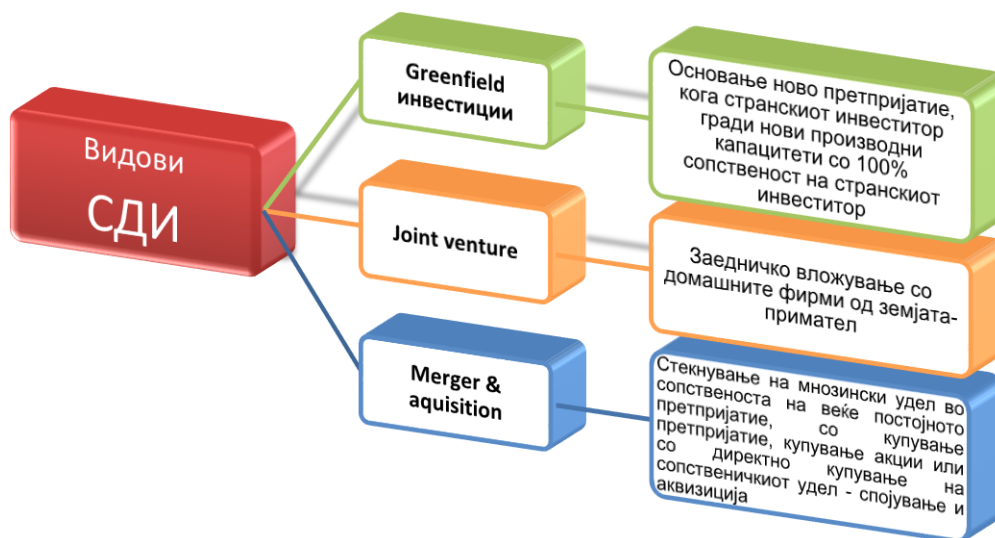 Видови
СДИ
Greenfield
инвестиции
Основање ново претпријатие,
кога странскиот инвеститор
гради нови производни
капацитети со 100%
сопственост на странскиот
инвеститор
Joint venture
Заедничко вложување со
домашните фирми од земјата-
примател
Merger &
aquisition
Стекнување на мнозински удел во
сопственоста на веќе постојното
претпријатие, со купување
претпријатие, купување акции или
со директно купување на
сопственичкиот удел - спојување и
аквизиција